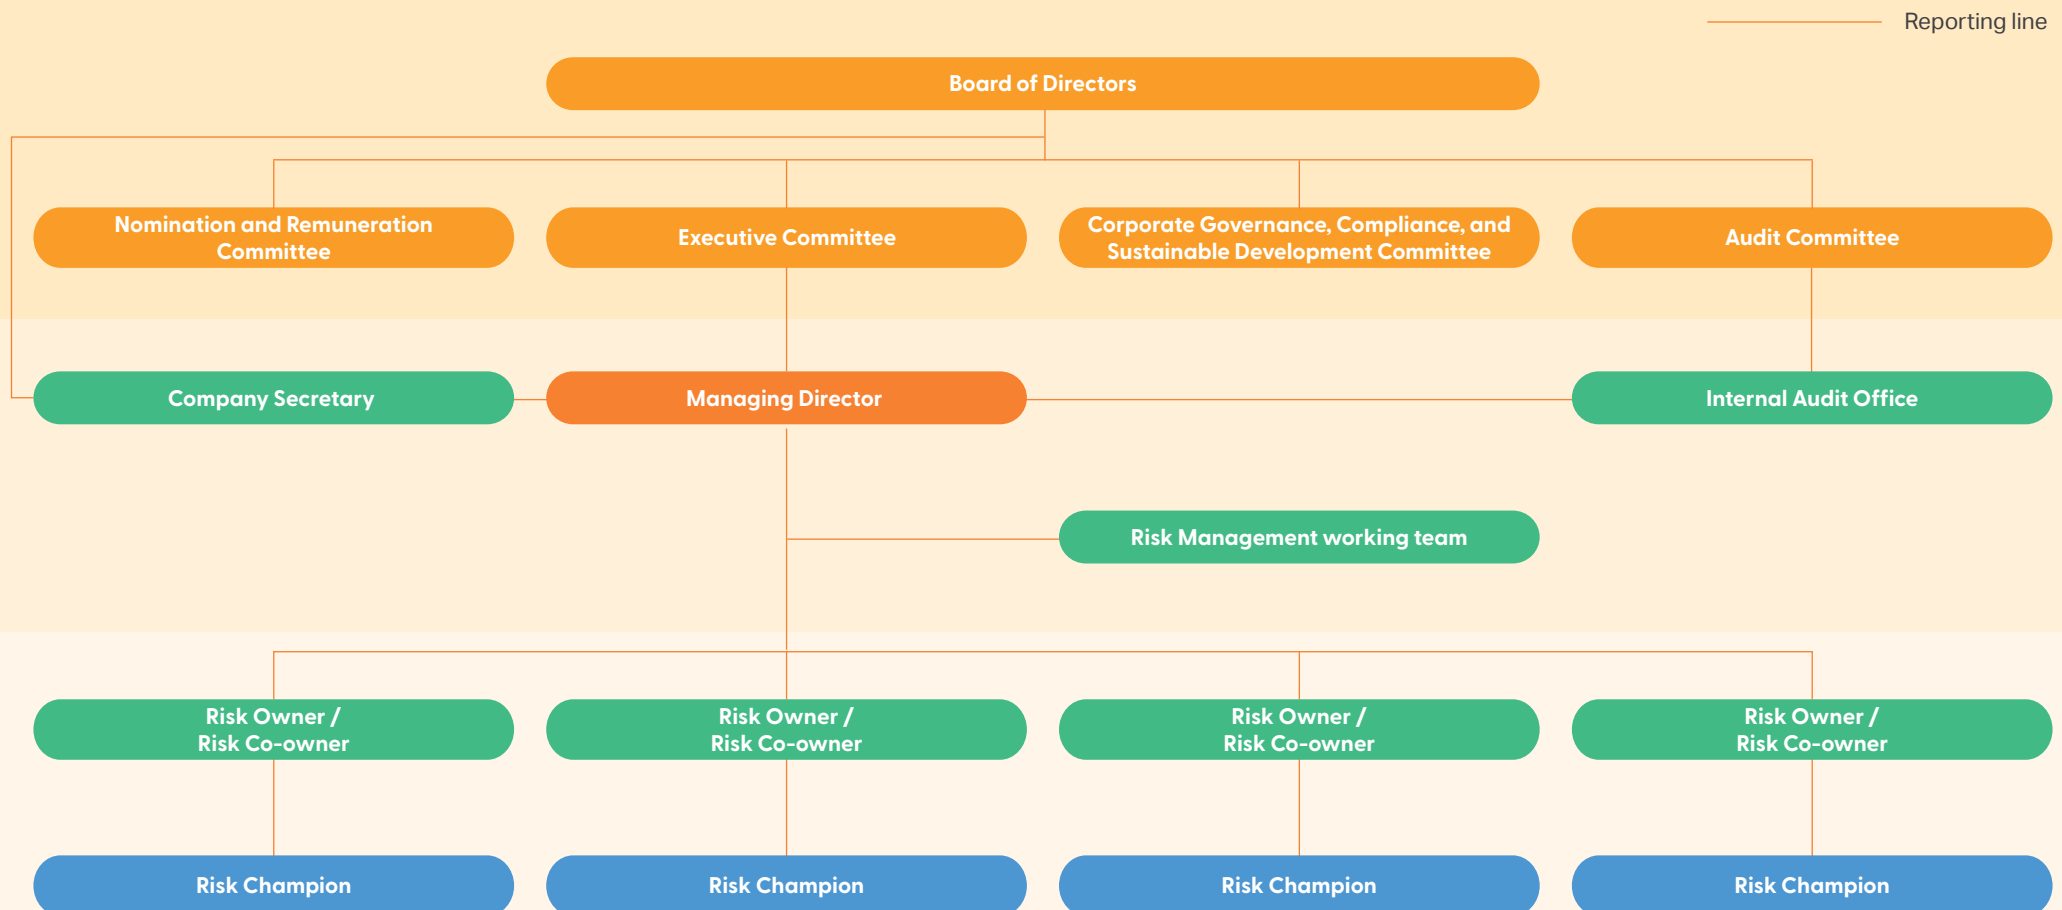 Reporting line
Board of Directors
Nomination and Remuneration
Committee
Executive Committee
Corporate Governance, Compliance, and
Sustainable Development Committee
Audit Committee
Company Secretary
Managing Director
Internal Audit Office
Risk Management working team
Risk Owner /
Risk Co-owner
Risk Owner /
Risk Co-owner
Risk Owner /
Risk Co-owner
Risk Owner /
Risk Co-owner
Risk Champion
Risk Champion
Risk Champion
Risk Champion